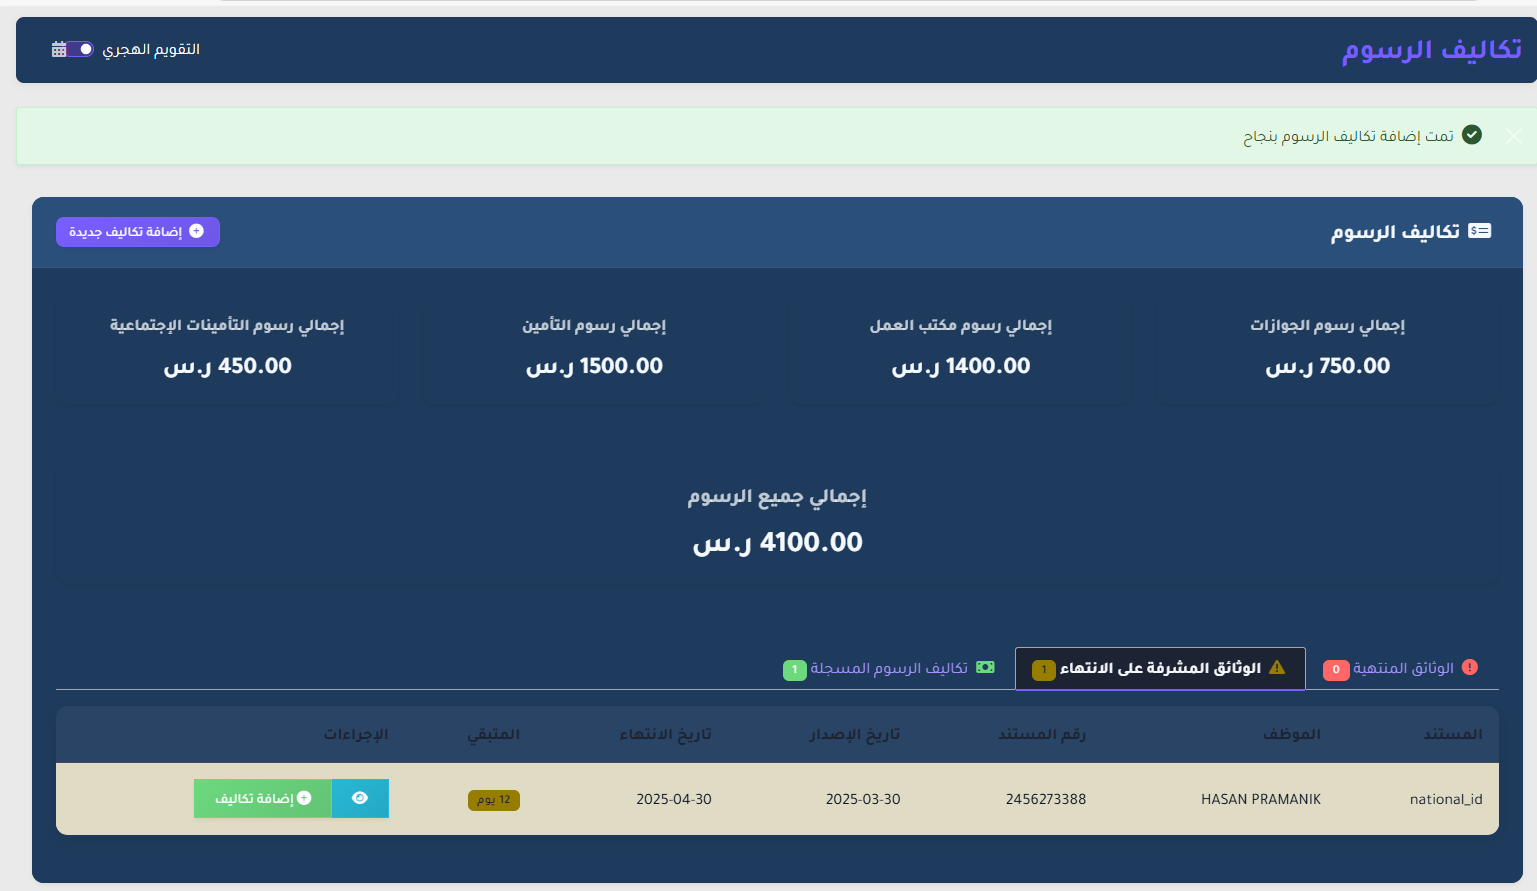 تكاليف الرسوم
التقويم الهجري
تمت إضافة تكاليف الرسوم بنجاح
تكاليف الرسوم
إضافة تكاليف جديدة
إجمالي رسوم الجوازات
750.00 ر.س
إجمالي رسوم مكتب العمل
1400.00 ر.س
إجمالي رسوم التأمين
1500.00 ر.س
إجمالي رسوم التأمينات الإجتماعية
450.00 ر.س
إجمالي جميع الرسوم
4100.00 ر.س
الوثائق المنتهية 0
الوثائق المشرفة على الانتهاء 1
تكاليف الرسوم المسجلة 1
المستند الموظف رقم المستند تاريخ الإصدار تاريخ الانتهاء المتبقي الإجراءات
national_id HASAN PRAMANIK 2456273388 2025-03-30 2025-04-30 12 يوم إضافة تكاليف